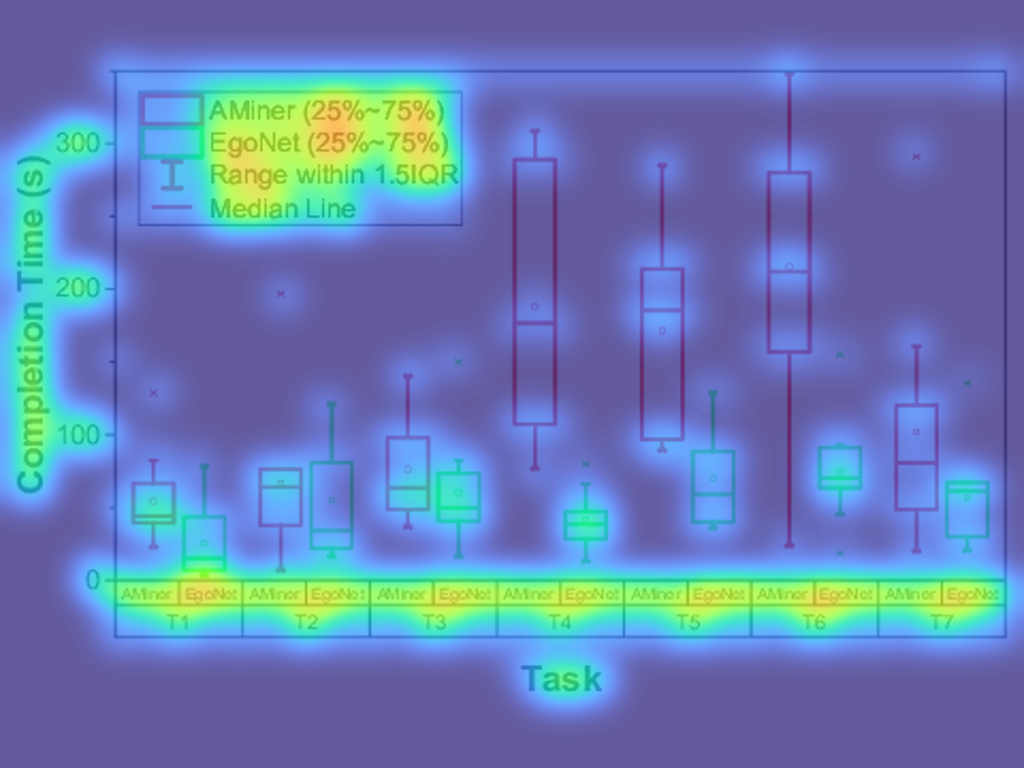 AMiner (25%~75%)
EgoNet (25%~75%)
Range within 1.5IQR
Median Line
Completion Time (s)
300
200
100
0
AMiner EgoNet AMiner EgoNet AMiner EgoNet AMiner EgoNet AMiner EgoNet AMiner EgoNet AMiner EgoNet
T1 T2 T3 T4 T5 T6 T7
Task